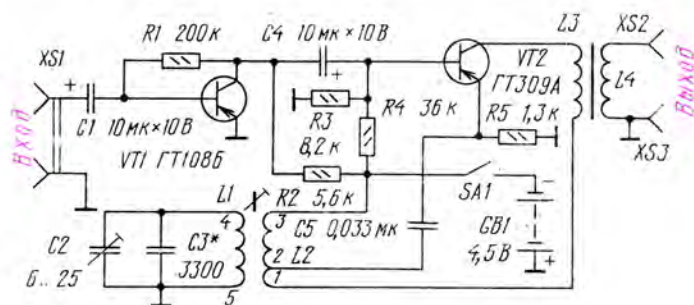 XS1
R1 200к
C4 10мк×10В
L3
XS2
VT2
ГТ309А
L4
Вход
+
C1 10мк×10В
VT1 ГТ108Б
+
R3
8,2к
R4
36к
R5 1,3к
Выход
XS3
R2 5,6к
SA1
−
GB1
4,5В
+
L1
4
5
3
2
1
L2
C5 0,033мк
C2
6..25
C3*
3300